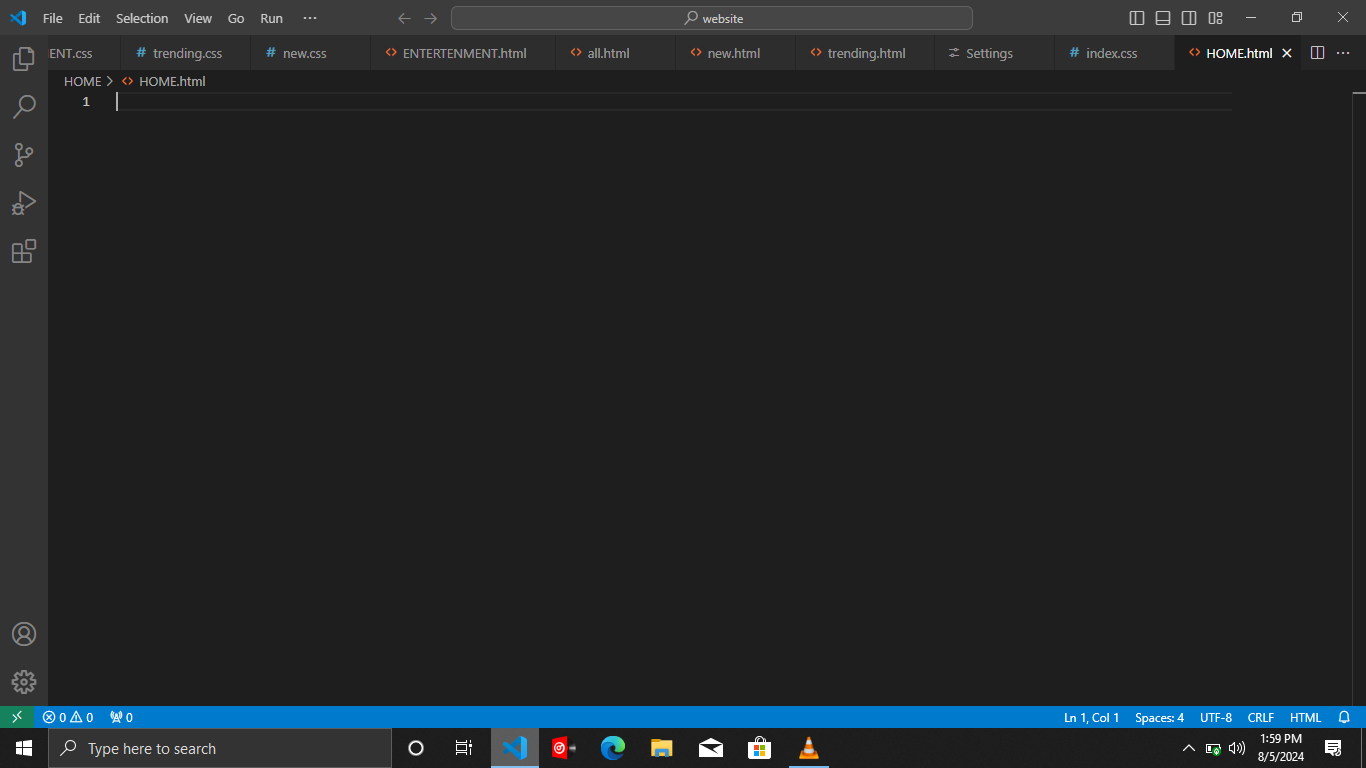 File Edit Selection View Go Run ··· website
ENT.css # trending.css # new.css <> ENTERTENMENT.html <> all.html <> new.html <> trending.html Settings # index.css <> HOME.html
HOME > <> HOME.html
1
0 0 0 Ln 1, Col 1 Spaces: 4 UTF-8 CRLF HTML
Type here to search
1:59 PM
8/5/2024